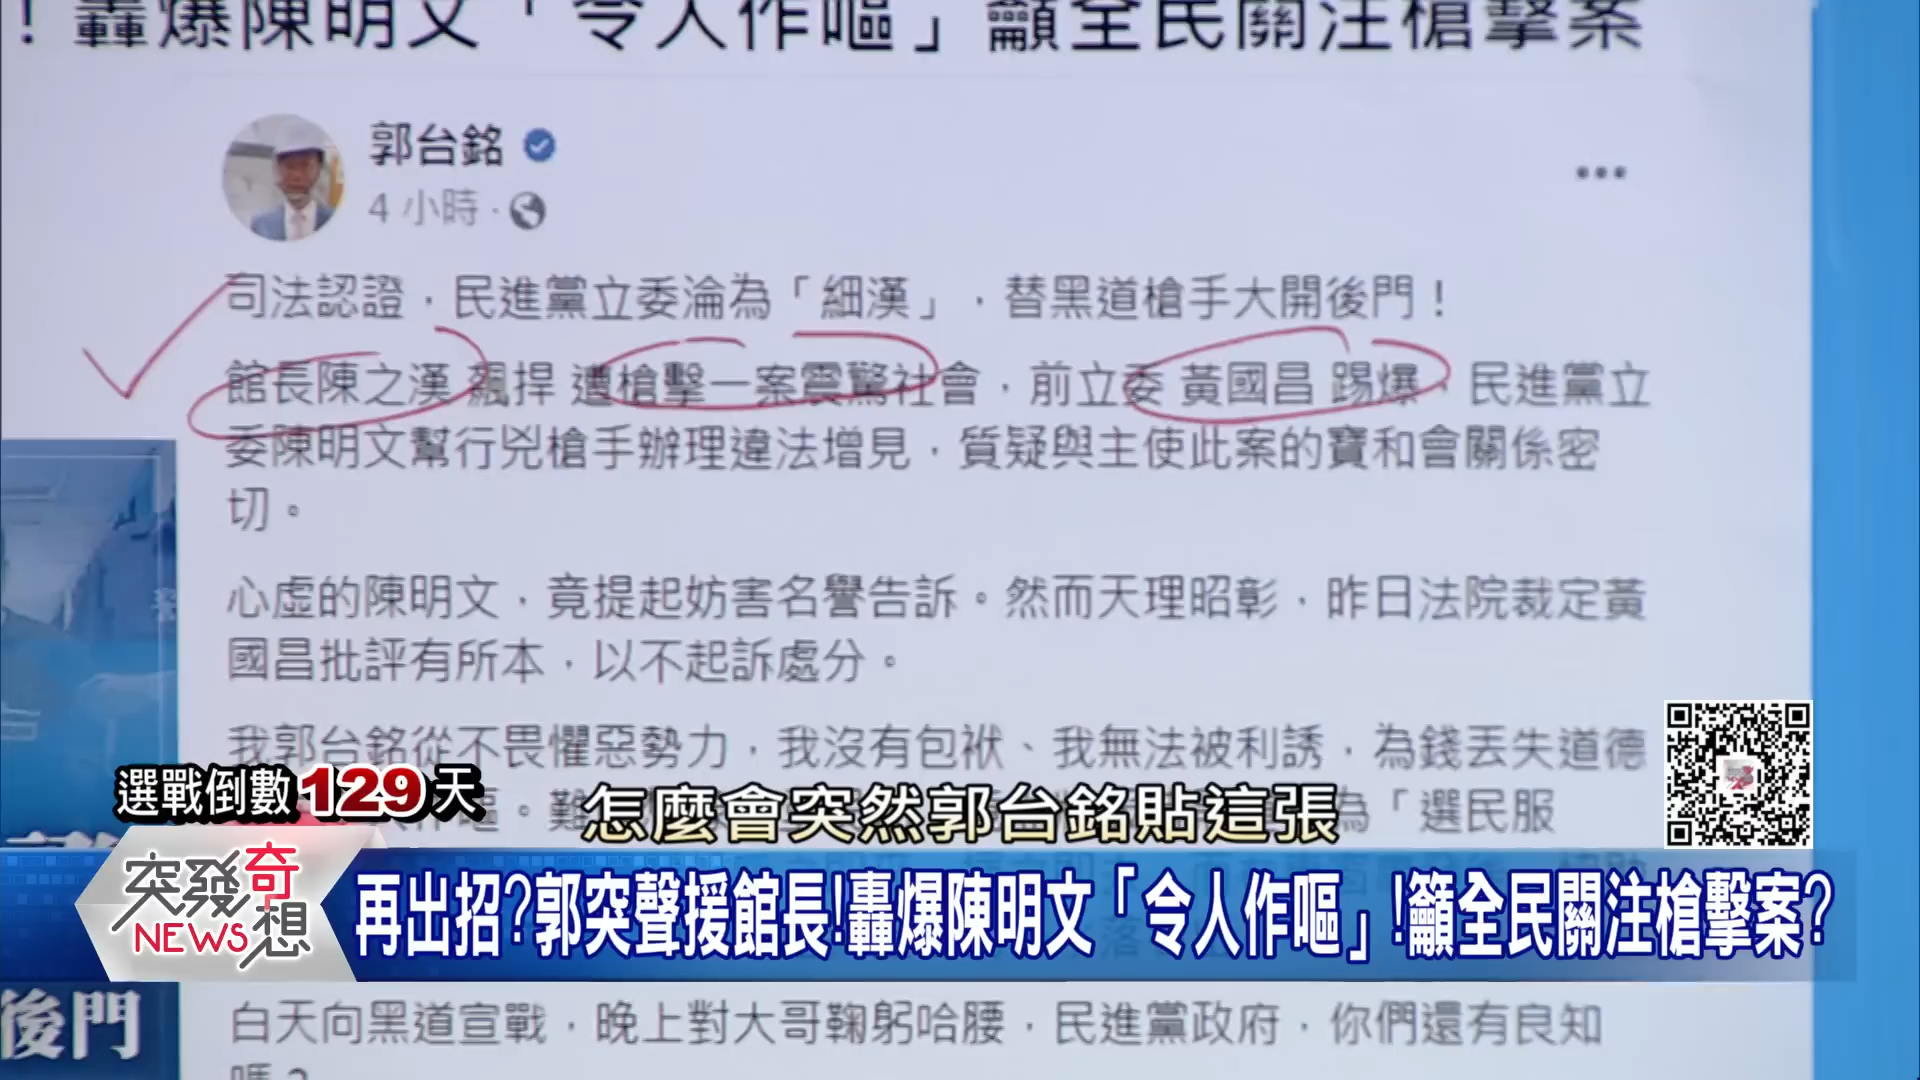 ！轟爆陳明文「令人作嘔」籲全民關注槍擊案
郭台銘
4 小時
司法認證，民進黨立委淪為「細漢」，替黑道槍手大開後門！
館長陳之漢 飆捍 遭槍擊一案震驚社會，前立委 黃國昌 踢爆，民進黨立
委陳明文幫行兇槍手辦理違法增見，質疑與主使此案的寶和會關係密
切。
心虛的陳明文，竟提起妨害名譽告訴。然而天理昭彰，昨日法院裁定黃
國昌批評有所本，以不起訴處分。
我郭台銘從不畏懼惡勢力，我沒有包袱、我無法被利誘，為錢丟失道德
為「選民服
選戰倒數129天
怎麼會突然郭台銘貼這張
突發奇想
NEWS
再出招?郭突聲援館長!轟爆陳明文「令人作嘔」!籲全民關注槍擊案?
後門
白天向黑道宣戰，晚上對大哥鞠躬哈腰，民進黨政府，你們還有良知
嗎？